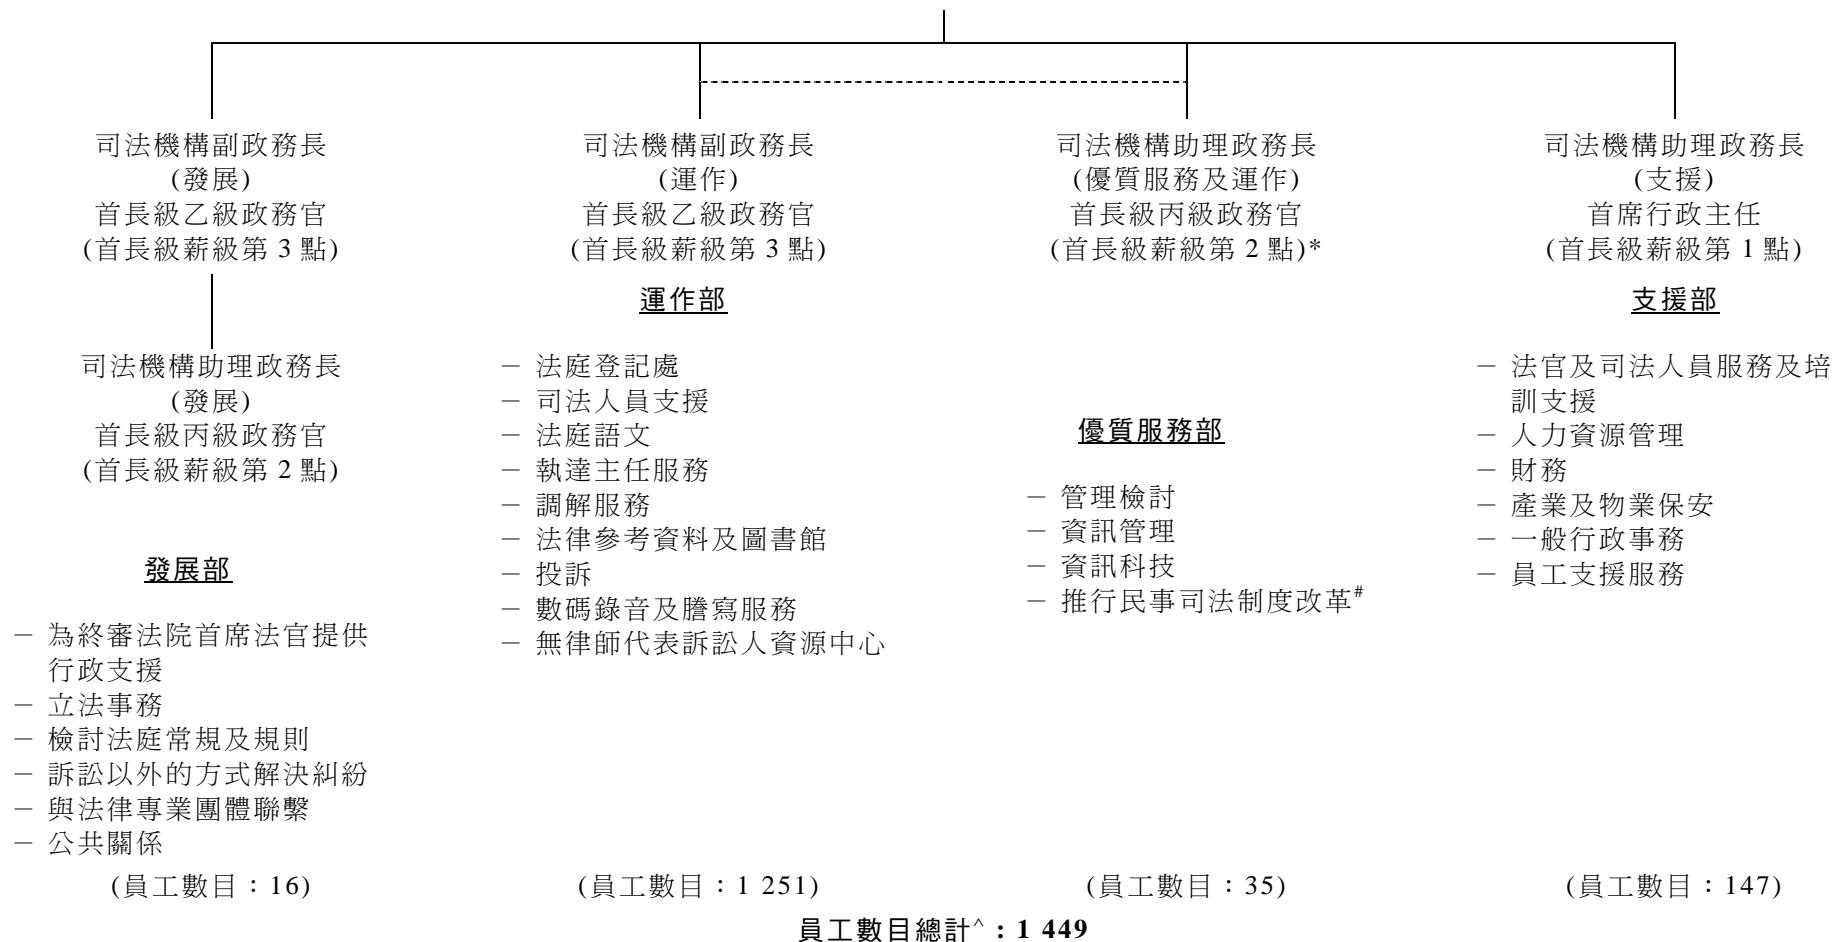 司法機構副政務長
(發展)
首長級乙級政務官
(首長級薪級第 3 點)
司法機構助理政務長
(發展)
首長級丙級政務官
(首長級薪級第 2 點)
發展部
－ 為終審法院首席法官提供
行政支援
－ 立法事務
－ 檢討法庭常規及規則
－ 訴訟以外的方式解決糾紛
－ 與法律專業團體聯繫
－ 公共關係
(員工數目：16)
司法機構副政務長
(運作)
首長級乙級政務官
(首長級薪級第 3 點)
運作部
－ 法庭登記處
－ 司法人員支援
－ 法庭語文
－ 執達主任服務
－ 調解服務
－ 法律參考資料及圖書館
－ 投訴
－ 數碼錄音及謄寫服務
－ 無律師代表訴訟人資源中心
(員工數目：1 251)
司法機構助理政務長
(優質服務及運作)
首長級丙級政務官
(首長級薪級第 2 點)*
優質服務部
－ 管理檢討
－ 資訊管理
－ 資訊科技
－ 推行民事司法制度改革#
(員工數目：35)
司法機構助理政務長
(支援)
首席行政主任
(首長級薪級第 1 點)
支援部
－ 法官及司法人員服務及培
訓支援
－ 人力資源管理
－ 財務
－ 產業及物業保安
－ 一般行政事務
－ 員工支援服務
(員工數目：147)
員工數目總計^：1 449